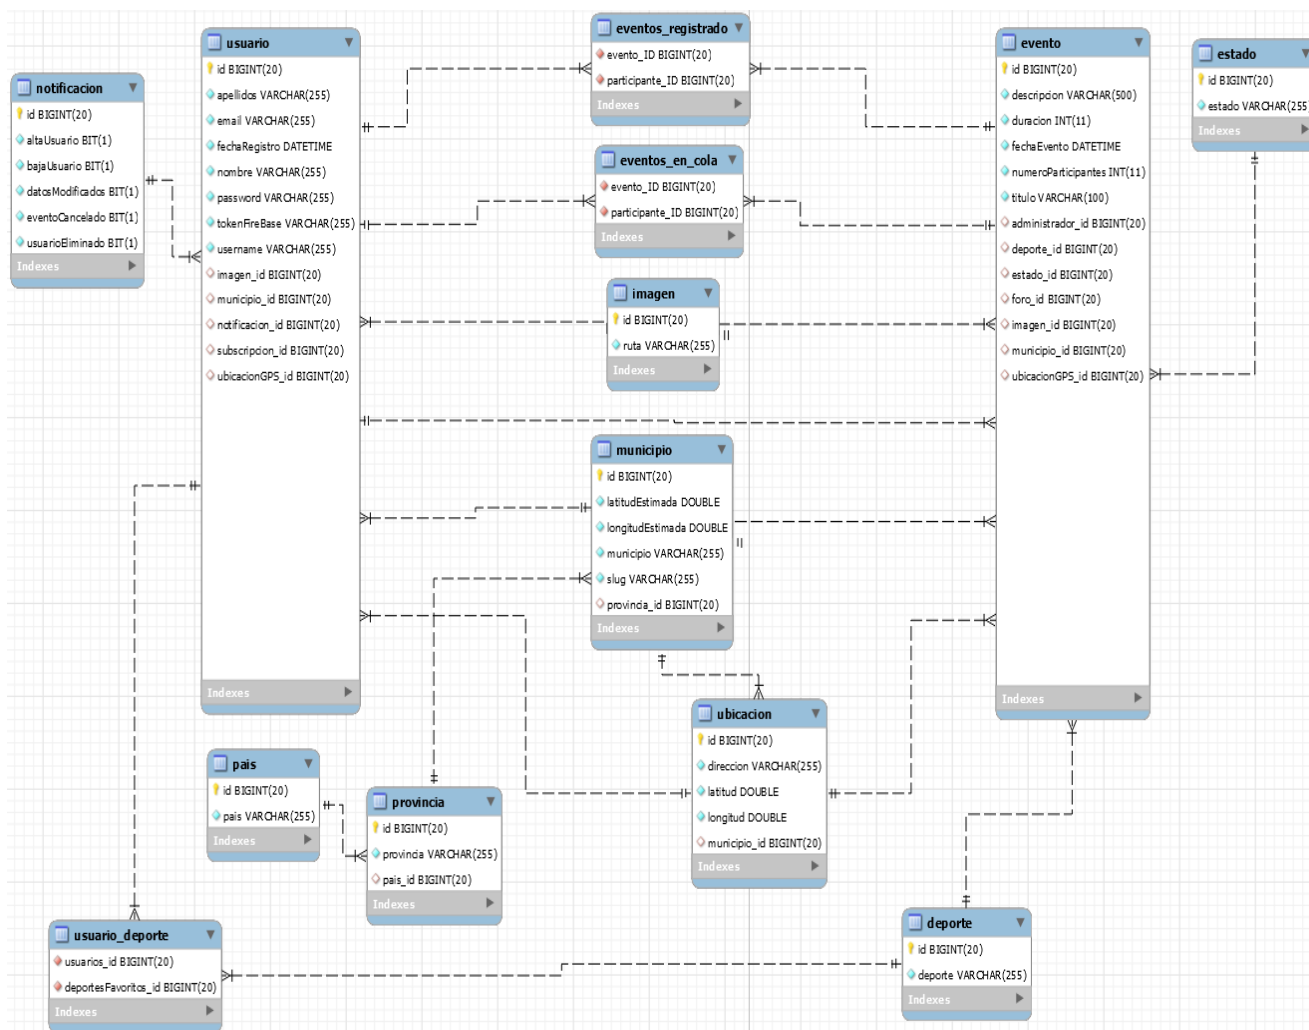 usuario
id BIGINT(20)
apellidos VARCHAR(255)
email VARCHAR(255)
fechaRegistro DATETIME
nombre VARCHAR(255)
password VARCHAR(255)
tokenFireBase VARCHAR(255)
username VARCHAR(255)
imagen_id BIGINT(20)
municipio_id BIGINT(20)
notificacion_id BIGINT(20)
subscripcion_id BIGINT(20)
ubicacionGPS_id BIGINT(20)
Indexes
notificacion
id BIGINT(20)
altaUsuario BIT(1)
bajaUsuario BIT(1)
datosModificados BIT(1)
eventoCancelado BIT(1)
usuarioEliminado BIT(1)
Indexes
eventos_registrado
evento_ID BIGINT(20)
participante_ID BIGINT(20)
Indexes
eventos_en_cola
evento_ID BIGINT(20)
participante_ID BIGINT(20)
Indexes
imagen
id BIGINT(20)
ruta VARCHAR(255)
Indexes
evento
id BIGINT(20)
descripcion VARCHAR(500)
duracion INT(11)
fechaEvento DATETIME
numeroParticipantes INT(11)
titulo VARCHAR(100)
administrador_id BIGINT(20)
deporte_id BIGINT(20)
estado_id BIGINT(20)
foro_id BIGINT(20)
imagen_id BIGINT(20)
municipio_id BIGINT(20)
ubicacionGPS_id BIGINT(20)
Indexes
estado
id BIGINT(20)
estado VARCHAR(255)
Indexes
municipio
id BIGINT(20)
latitudEstimada DOUBLE
longitudEstimada DOUBLE
municipio VARCHAR(255)
slug VARCHAR(255)
provincia_id BIGINT(20)
Indexes
ubicacion
id BIGINT(20)
direccion VARCHAR(255)
latitud DOUBLE
longitud DOUBLE
municipio_id BIGINT(20)
Indexes
pais
id BIGINT(20)
pais VARCHAR(255)
Indexes
provincia
id BIGINT(20)
provincia VARCHAR(255)
pais_id BIGINT(20)
Indexes
usuario_deporte
usuarios_id BIGINT(20)
deportesFavoritos_id BIGINT(20)
Indexes
deporte
id BIGINT(20)
deporte VARCHAR(255)
Indexes